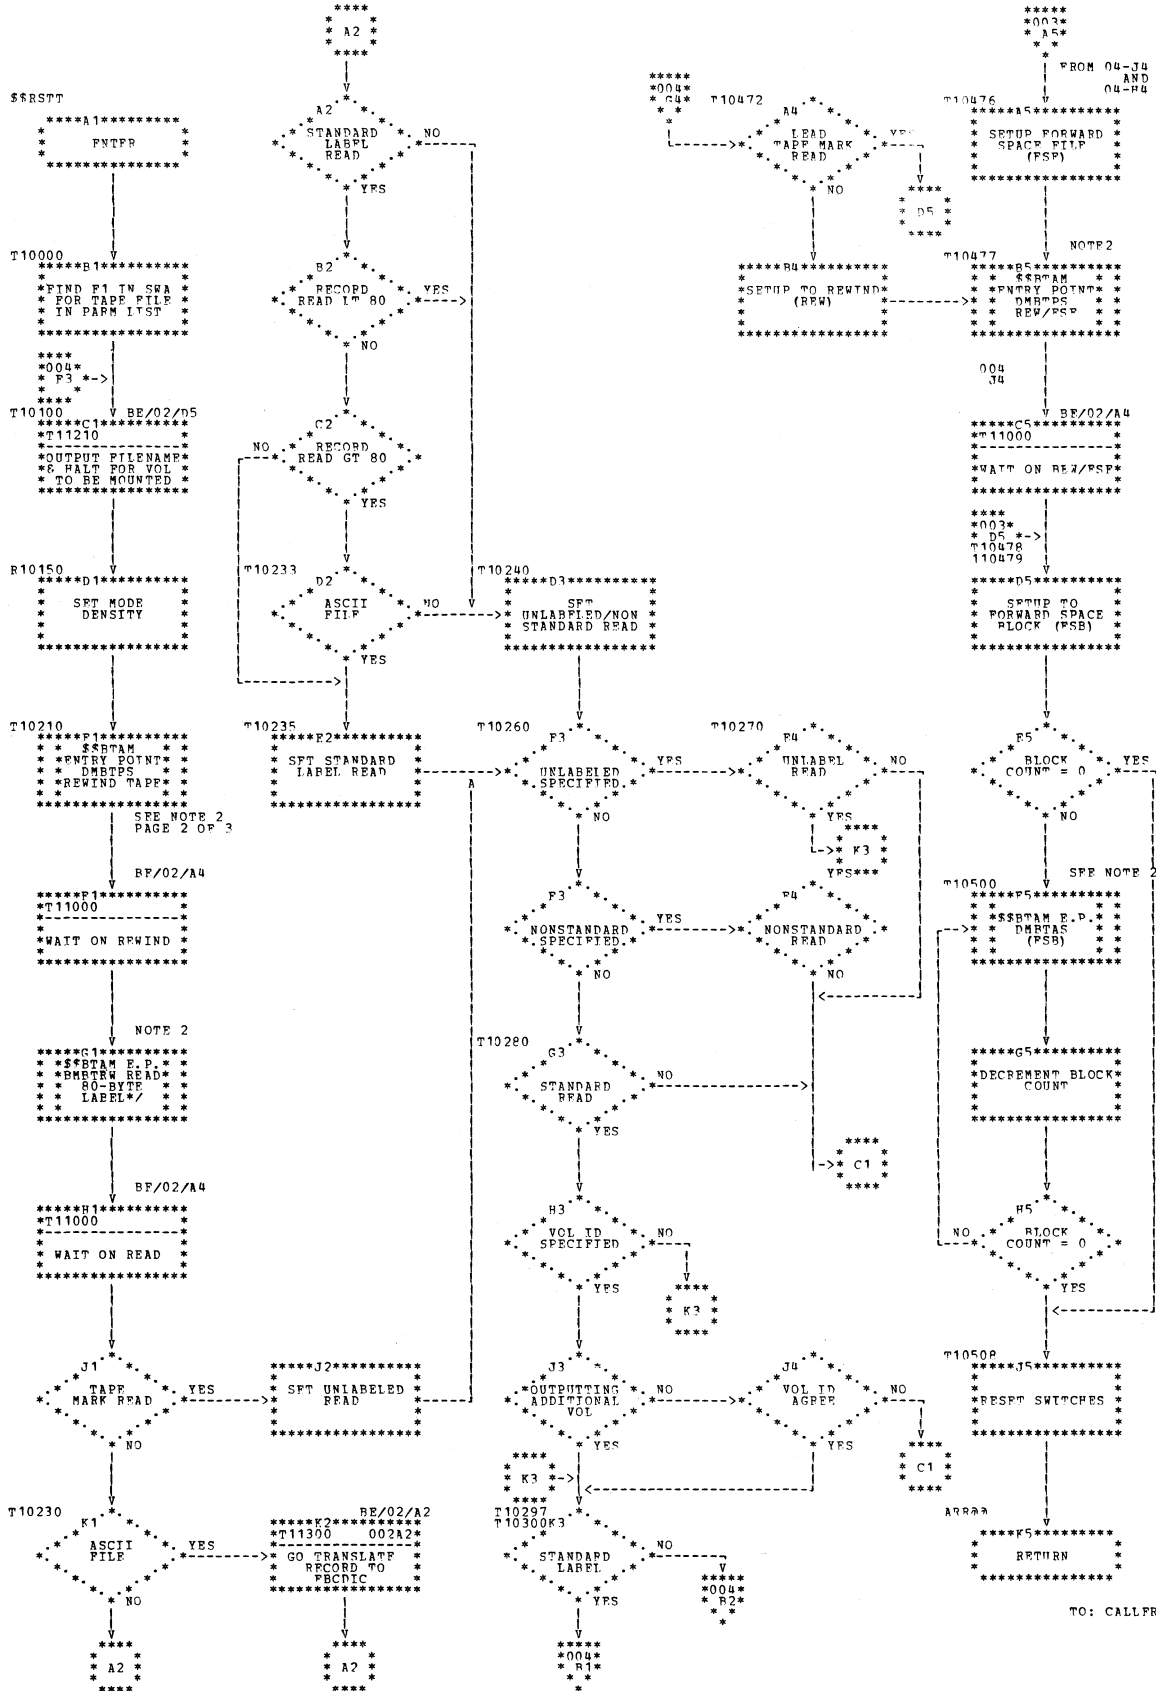 A2
*003*
A5
FROM 04-J4
AND
04-H4
$$RSTT
A1
ENTER
A2
STANDARD
LABEL
READ
NO
YES
*004*
G4
T10472
A4
LEAD
TAPE MARK
READ
YES
NO
D5
T10476
A5
SETUP FORWARD
SPACE FILE
(FSF)
T10000
B1
FIND F1 IN SWA
FOR TAPE FILE
IN PARM LIST
B2
RECORD
READ LT 80
YES
NO
B4
SETUP TO REWIND
(REW)
NOTE2
T10477
B5
$$BTAM
ENTRY POINT
DMBTPS
REW/FSF
*004*
F3 *->
004
J4
T10100
BE/02/D5
C1
*T11210
OUTPUT FILENAME
& HALT FOR VOL
TO BE MOUNTED
C2
RECORD
READ GT 80
NO
YES
BF/02/A4
C5
*T11000
WAIT ON REW/FSF
*003*
D5 *->
T10478
110479
R10150
D1
SET MODE
DENSITY
T10233
D2
ASCII
FILE
NO
YES
T10240
D3
SET
UNLABELED/NON
STANDARD READ
D5
SETUP TO
FORWARD SPACE
BLOCK (FSB)
T10210
E1
$$BTAM
ENTRY POINT
DMBTPS
REWIND TAPE
SEE NOTE 2
PAGE 2 OF 3
T10235
E2
SET STANDARD
LABEL READ
A
T10260
E3
UNLABELED
SPECIFIED.
YES
NO
T10270
E4
UNLABEL
READ
NO
YES
K3
YES***
E5
BLOCK
COUNT = 0
YES
NO
BF/02/A4
F1
*T11000
WAIT ON REWIND
F3
NONSTANDARD
SPECIFIED.
YES
NO
F4
NONSTANDARD
READ
NO
SEE NOTE 2
T10500
F5
$$BTAM E.P.
DMBTAS
(FSB)
NOTE 2
G1
$$BTAM E.P.
BMBTRW READ
80-BYTE
LABEL*/
T10280
G3
STANDARD
READ
NO
YES
C1
G5
DECREMENT BLOCK
COUNT
BF/02/A4
H1
*T11000
WAIT ON READ
H3
VOL ID
SPECIFIED
NO
YES
K3
H5
BLOCK
COUNT = 0
NO
YES
J1
TAPE
MARK READ
YES
NO
J2
SET UNLABELED
READ
J3
OUTPUTTING
ADDITIONAL
VOL
NO
YES
J4
VOL ID
AGREE
NO
YES
C1
T10508
J5
RESET SWITCHES
K3
T10230
K1
ASCII
FILE
YES
NO
BE/02/A2
K2
*T11300 002A2*
GO TRANSLATE
RECORD TO
EBCDIC
T10297
T10300K3
STANDARD
LABEL
NO
YES
*004*
B2
K5
RETURN
TO: CALLER
A2
A2
*004*
B1